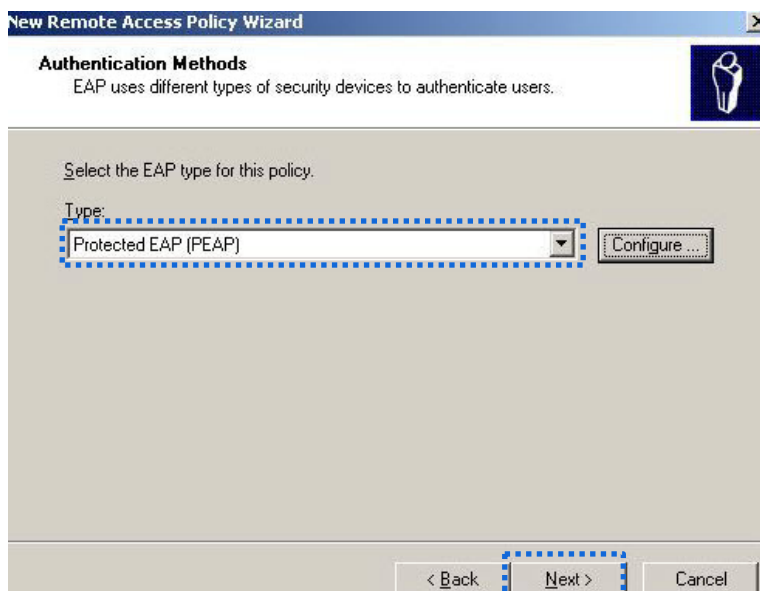 New Remote Access Policy Wizard
Authentication Methods
EAP uses different types of security devices to authenticate users.
Select the EAP type for this policy.
Type:
Protected EAP (PEAP)
Configure ...
< Back
Next >
Cancel